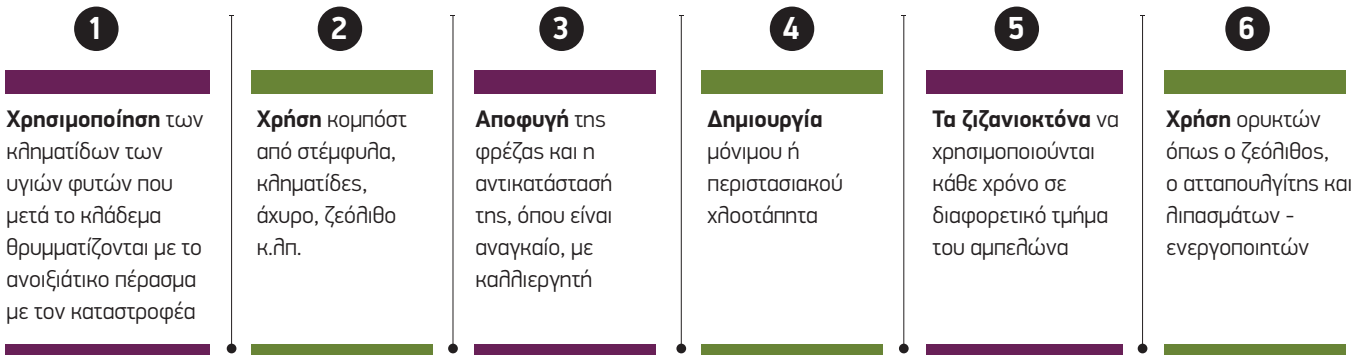 1
Χρησιμοποίηση των
κληματίδων των
υγιών φυτών που
μετά το κλάδεμα
θρυμματίζονται με το
ανοιξιάτικο πέρασμα
με τον καταστροφέα
2
Χρήση κομπόστ
από στέμφυλα,
κληματίδες,
άχυρο, ζεόλιθο
κ.λπ.
3
Αποφυγή της
φρέζας και η
αντικατάστασή
της, όπου είναι
αναγκαίο, με
καλλιεργητή
4
Δημιουργία
μόνιμου ή
περιστασιακού
χλοοτάπητα
5
Τα ζιζανιοκτόνα να
χρησιμοποιούνται
κάθε χρόνο σε
διαφορετικό τμήμα
του αμπελώνα
6
Χρήση ορυκτών
όπως ο ζεόλιθος,
ο ατταπουλγίτης και
λιπασμάτων -
ενεργοποιητών